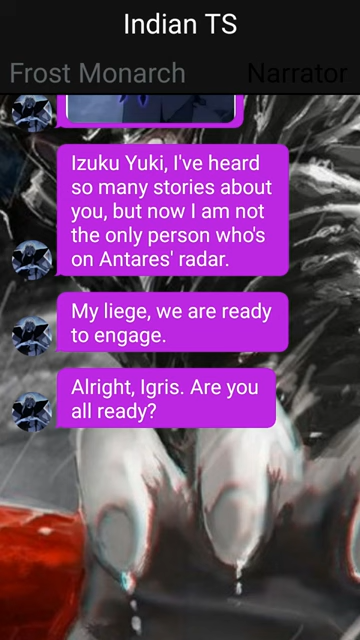 Indian TS
Frost Monarch
Narrator
Izuku Yuki, I've heard
so many stories about
you, but now I am not
the only person who's
on Antares' radar.
My liege, we are ready
to engage.
Alright, Igris. Are you
all ready?